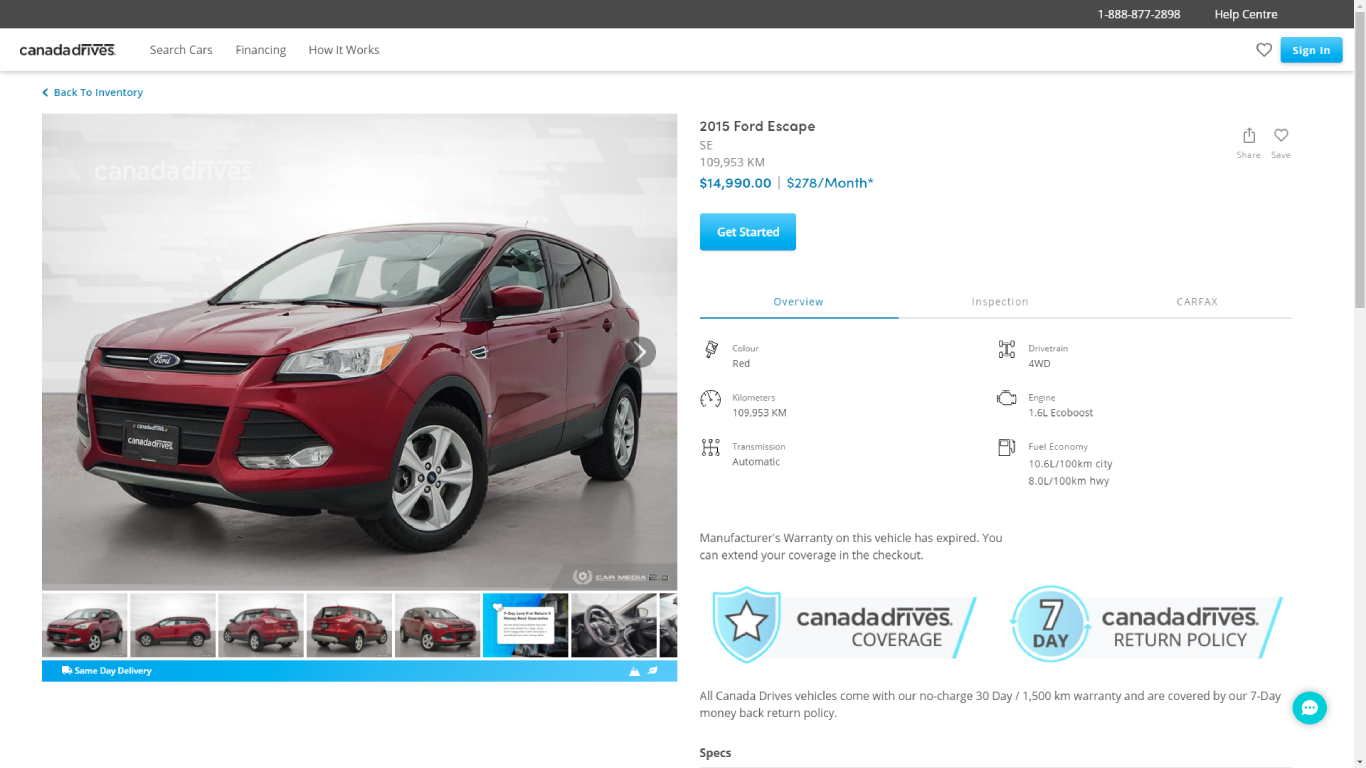 1-888-877-2898 Help Centre
canadadrives. Search Cars Financing How It Works Sign In
Back To Inventory
canadadrives
Ford
canadadrives.
canadadrives.
CAR MEDIA 2.0
7-Day Love It or Return It
Money Back Guarantee
Same Day Delivery
2015 Ford Escape
SE
109,953 KM
$14,990.00 | $278/Month*
Share Save
Get Started
Overview Inspection CARFAX
Colour
Red
Drivetrain
4WD
Kilometers
109,953 KM
Engine
1.6L Ecoboost
Transmission
Automatic
Fuel Economy
10.6L/100km city
8.0L/100km hwy
Manufacturer's Warranty on this vehicle has expired. You
can extend your coverage in the checkout.
canadadrives.
COVERAGE
7
DAY
canadadrives.
RETURN POLICY
All Canada Drives vehicles come with our no-charge 30 Day / 1,500 km warranty and are covered by our 7-Day
money back return policy.
Specs